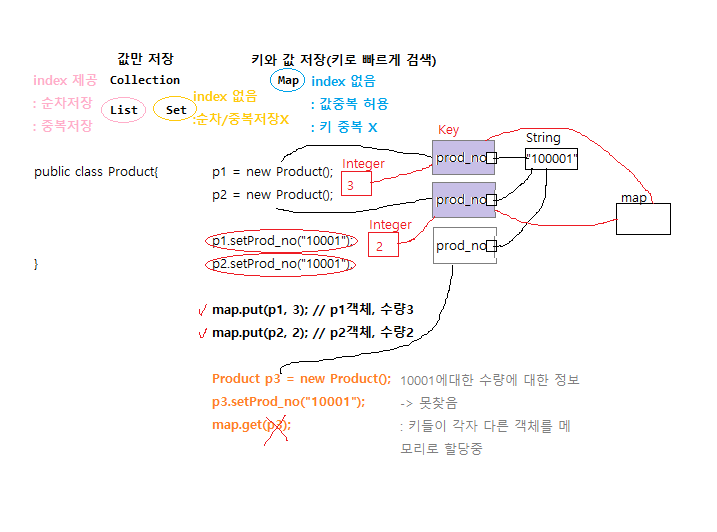 값만 저장
키와 값 저장(키로 빠르게 검색)
index 제공
Collection
Map
index 없음
: 순차저장
List
Set
index 없음
: 값중복 허용
: 중복저장
:순차/중복저장X
: 키 중복 X
Key
String
prod_no
"100001"
Integer
3
public class Product{
p1 = new Product();
p2 = new Product();
prod_no
map
Integer
2
p1.setProd_no("10001");
prod_no
}
p2.setProd_no("10001");
map.put(p1, 3); // p1객체, 수량3
map.put(p2, 2); // p2객체, 수량2
Product p3 = new Product();
p3.setProd_no("10001");
map.get(p3);
10001에대한 수량에 대한 정보
-> 못찾음
: 키들이 각자 다른 객체를 메
모리로 할당중